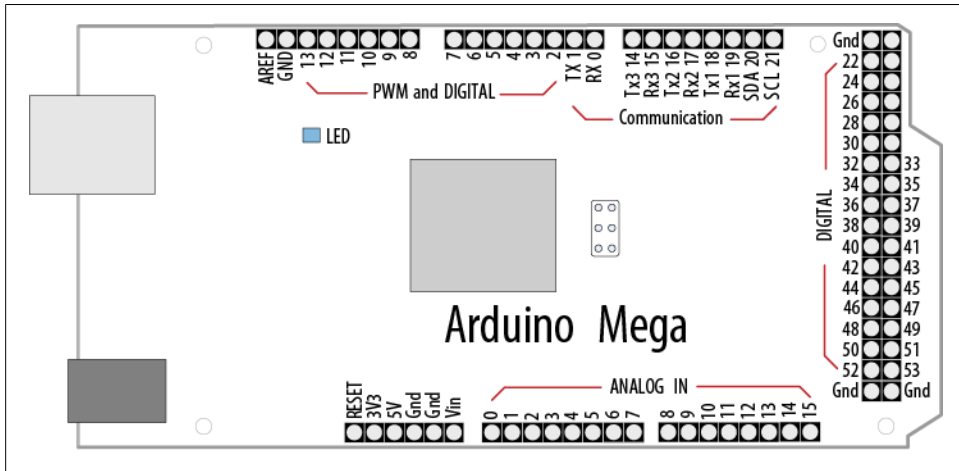 AREF
GND
13
12
11
10
9
8
7
6
5
4
3
2
TX 1
RX 0
Tx3 14
Rx3 15
Tx2 16
Rx2 17
Tx1 18
Rx1 19
SDA 20
SCL 21
PWM and DIGITAL
Communication
LED
Gnd
22
24
26
28
30
32 33
34 35
36 37
38 39
40 41
42 43
44 45
46 47
48 49
50 51
52 53
Gnd Gnd
DIGITAL
Arduino Mega
ANALOG IN
RESET
3V3
5V
Gnd
Gnd
Vin
0
1
2
3
4
5
6
7
8
9
10
11
12
13
14
15